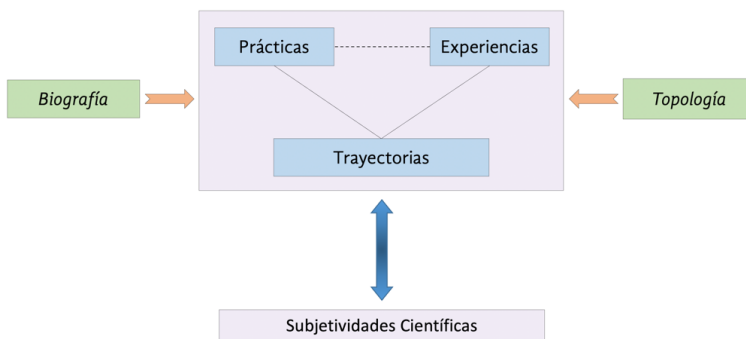 Prácticas
Experiencias
Biografía
Topología
Trayectorias
Subjetividades Científicas